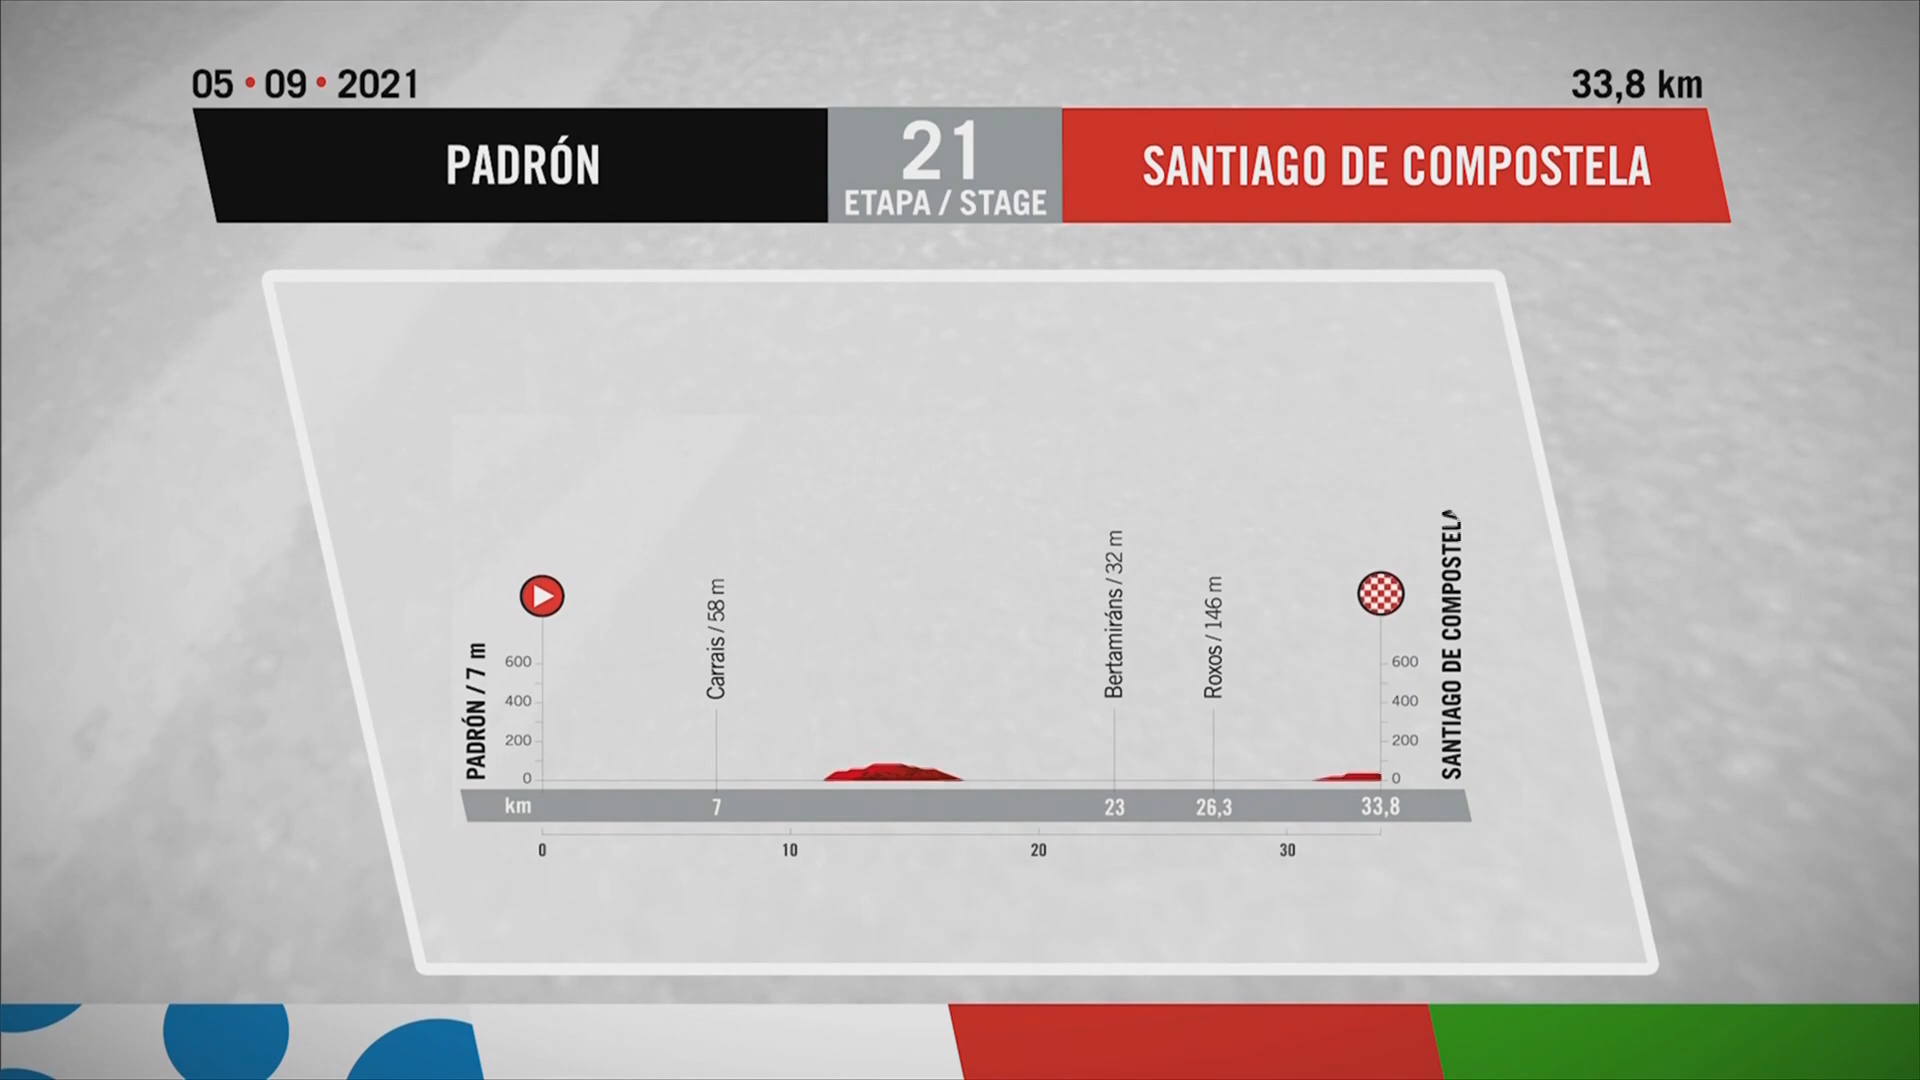 05 • 09 • 2021
33,8 km
PADRÓN
21
ETAPA / STAGE
SANTIAGO DE COMPOSTELA
PADRÓN / 7 m
600
400
200
0
Carrais / 58 m
Bertamiráns / 32 m
Roxos / 146 m
600
400
200
0
SANTIAGO DE COMPOSTELA
km 7 23 26,3 33,8
0 10 20 30